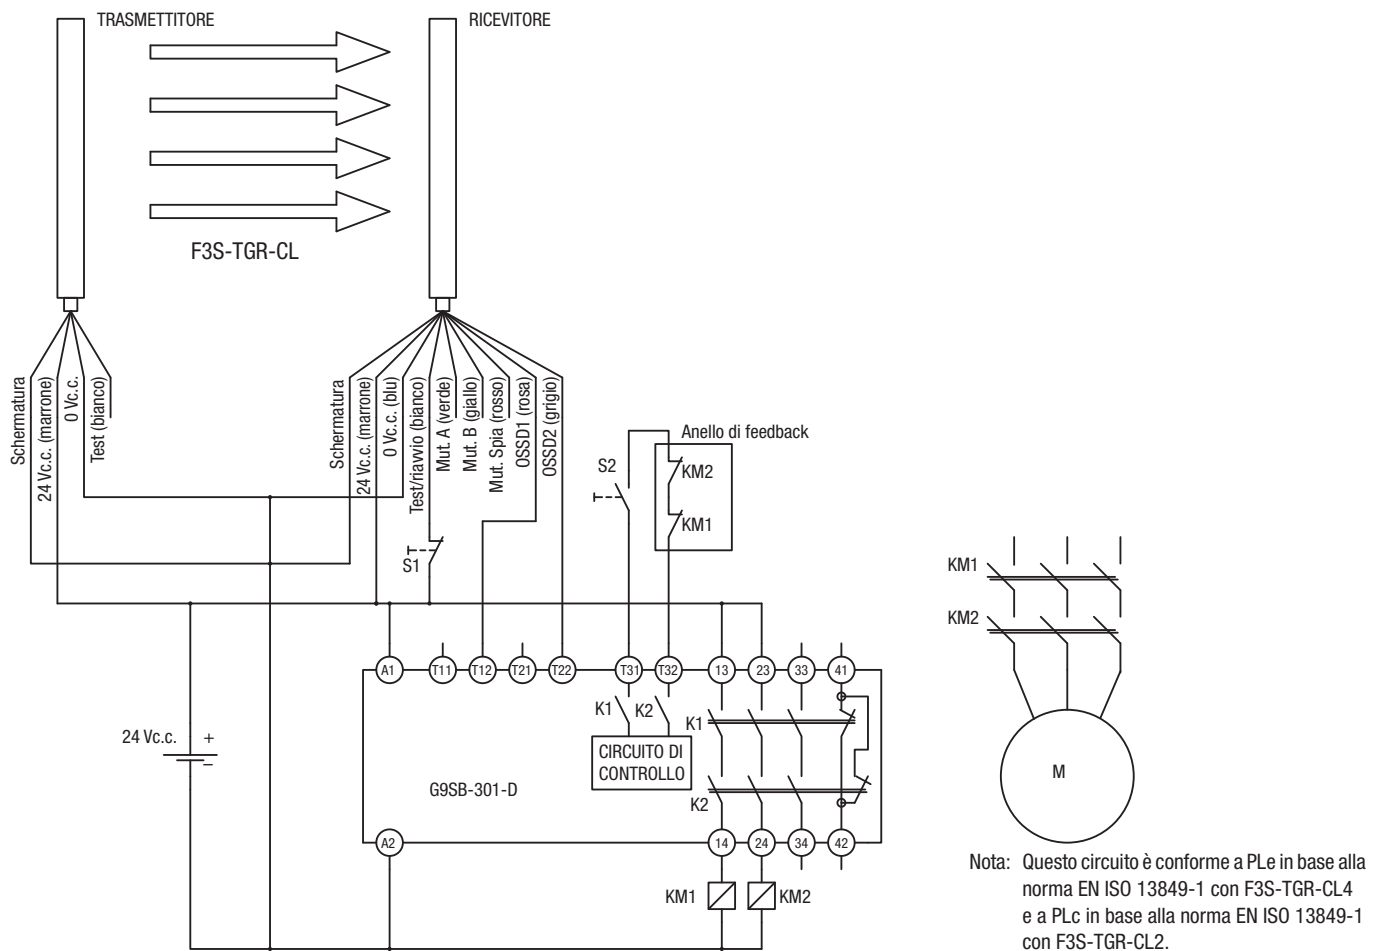 TRASMETTITORE
RICEVITORE
F3S-TGR-CL
Schermatura
24 Vc.c. (marrone)
0 Vc.c.
Test (bianco)
Schermatura
24 Vc.c. (marrone)
0 Vc.c. (blu)
Test/riavvio (bianco)
Mut. A (verde)
Mut. B (giallo)
Mut. Spia (rosso)
OSSD1 (rosa)
OSSD2 (grigio)
Anello di feedback
S2
KM2
KM1
S1
KM1
KM2
A1
T11
T12
T21
T22
T31
T32
13
23
33
41
K1
K2
K1
24 Vc.c.
+
–
CIRCUITO DI
CONTROLLO
G9SB-301-D
K2
M
A2
14
24
34
42
KM1
KM2
Nota: Questo circuito è conforme a PLe in base alla
norma EN ISO 13849-1 con F3S-TGR-CL4
e a PLc in base alla norma EN ISO 13849-1
con F3S-TGR-CL2.